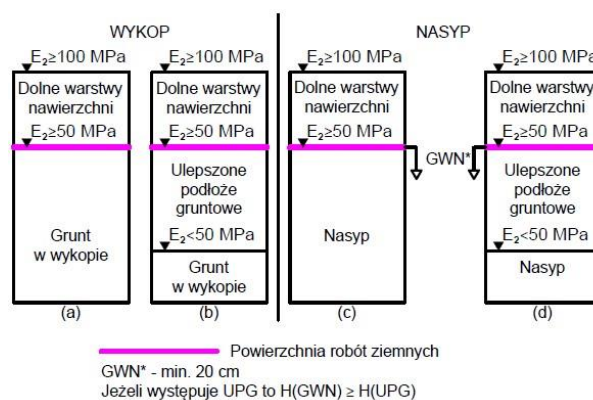 WYKOP
NASYP
E₂≥100 MPa
E₂≥100 MPa
E₂≥100 MPa
E₂≥100 MPa
Dolne warstwy
nawierzchni
Dolne warstwy
nawierzchni
Dolne warstwy
nawierzchni
Dolne warstwy
nawierzchni
E₂≥50 MPa
E₂≥50 MPa
E₂≥50 MPa
E₂≥50 MPa
GWN*
Grunt
w wykopie
Ulepszone
podłoże
gruntowe
Nasyp
Ulepszone
podłoże
gruntowe
E₂<50 MPa
E₂<50 MPa
Grunt
w wykopie
Nasyp
(a)
(b)
(c)
(d)
Powierzchnia robót ziemnych
GWN* - min. 20 cm
Jeżeli występuje UPG to H(GWN) ≥ H(UPG)